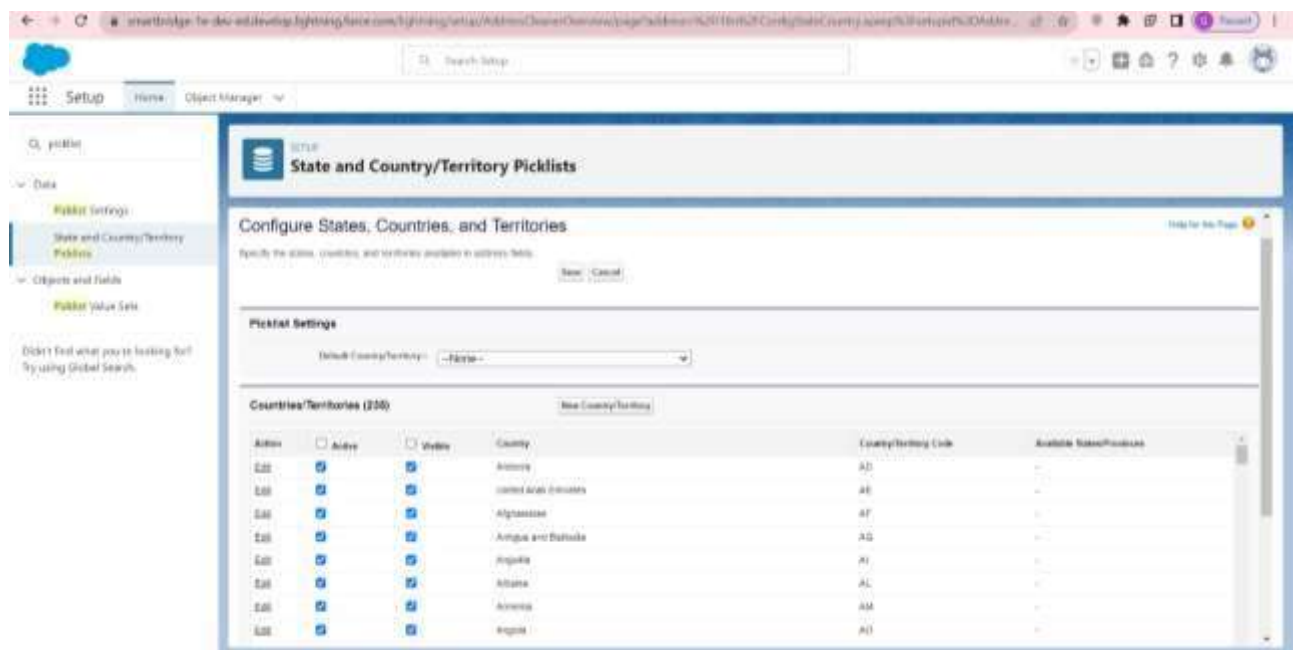 Search Setup
Setup Home Object Manager
picklist
SETUP
State and Country/Territory Picklists
Data
Picklist Settings
State and Country/Territory
Picklists
Objects and Fields
Picklist Value Sets
Didn't find what you're looking for?
Try using Global Search.
Configure States, Countries, and Territories
Help for this Page
Specify the states, countries, and territories available in address fields.
Save Cancel
Picklist Settings
Default Country/Territory --None--
Countries/Territories New Country/Territory
Action Active Visible Country Country/Territory Code Available States/Provinces
Edit Andorra AD -
Edit United Arab Emirates AE -
Edit Afghanistan AF -
Edit Antigua and Barbuda AG -
Edit Anguilla AI -
Edit Albania AL -
Edit Armenia AM -
Edit Angola AO -